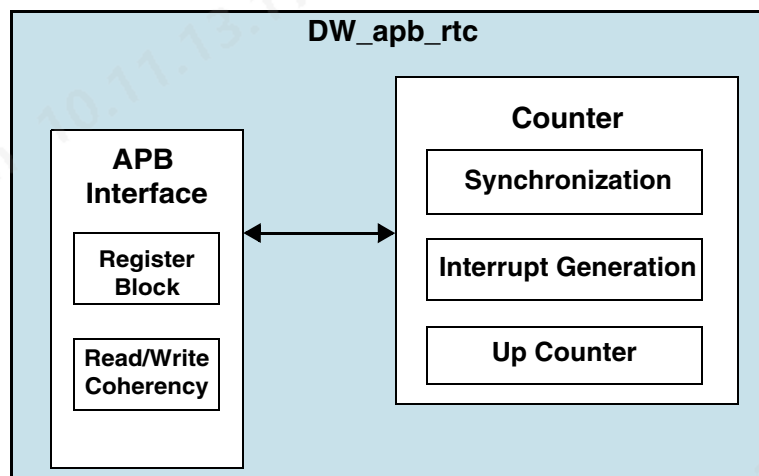 DW_apb_rtc
APB
Interface
Register
Block
Read/Write
Coherency
Counter
Synchronization
Interrupt Generation
Up Counter